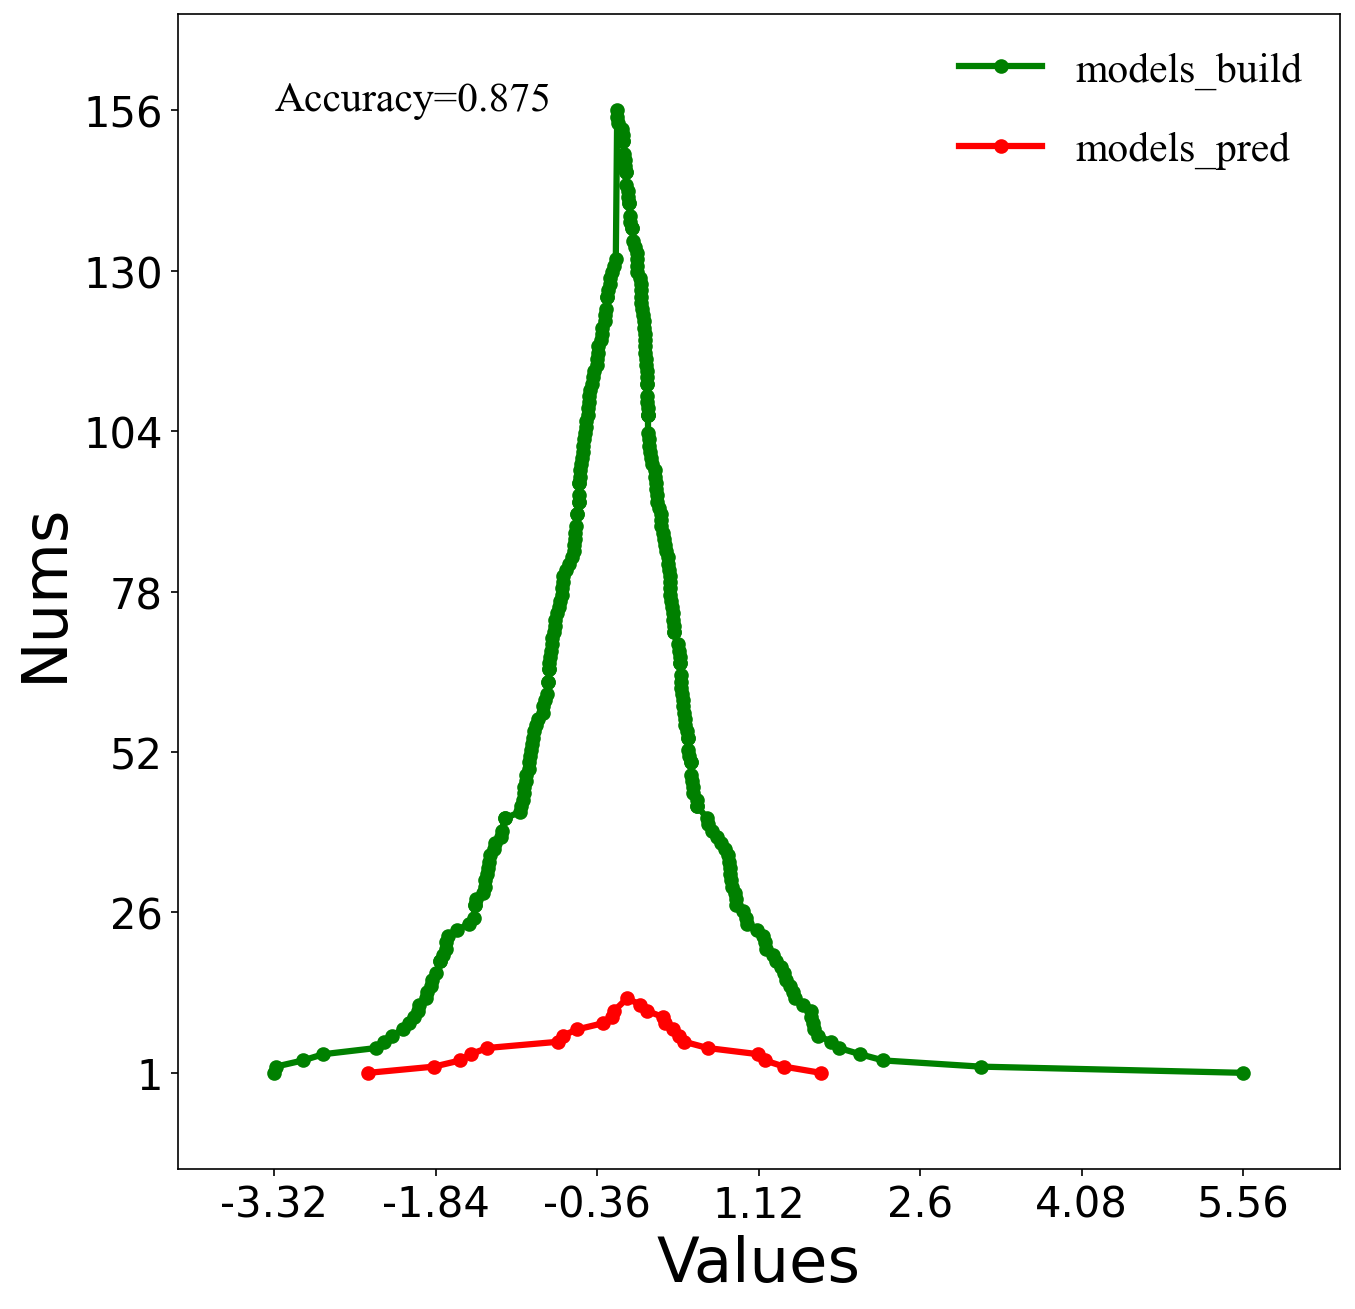 Accuracy=0.875
models_build
models_pred
156
130
104
78
52
26
1
Nums
-3.32 -1.84 -0.36 1.12 2.6 4.08 5.56
Values